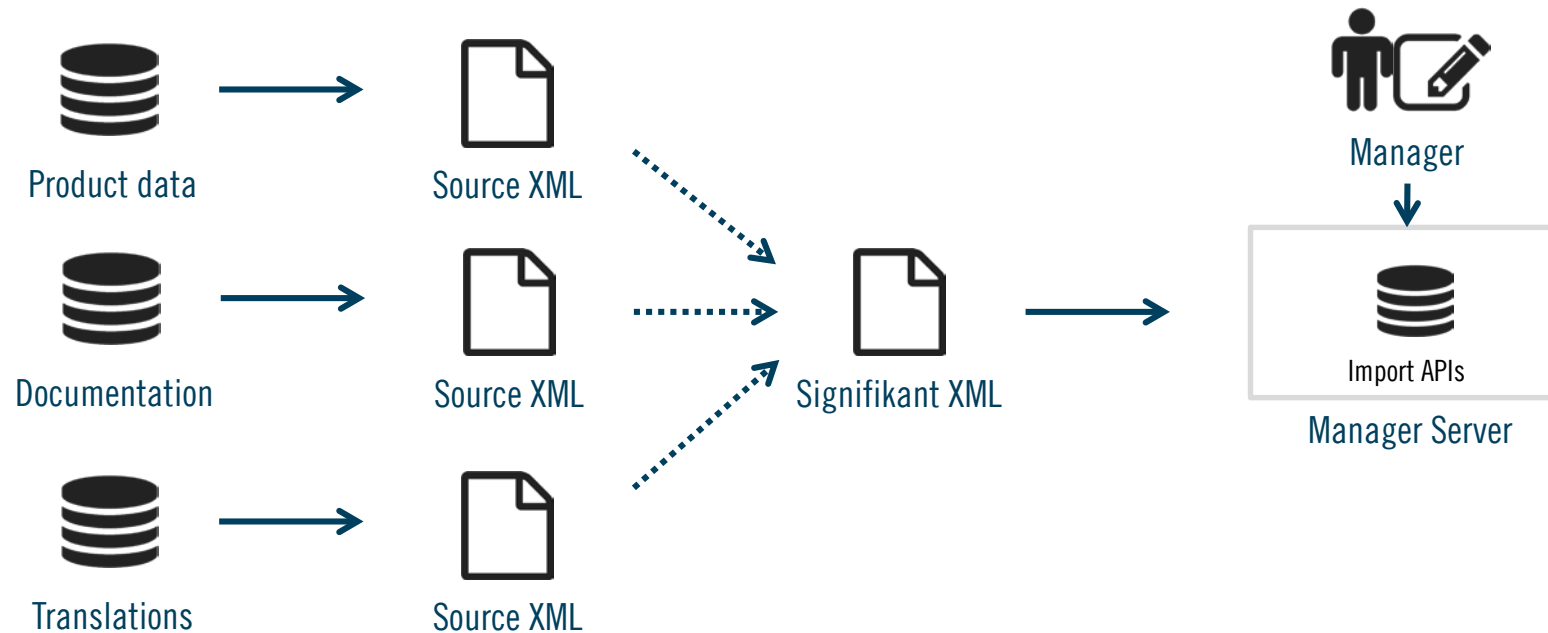 Product data
Source XML
Manager
Documentation
Source XML
Signifikant XML
Import APIs
Manager Server
Translations
Source XML